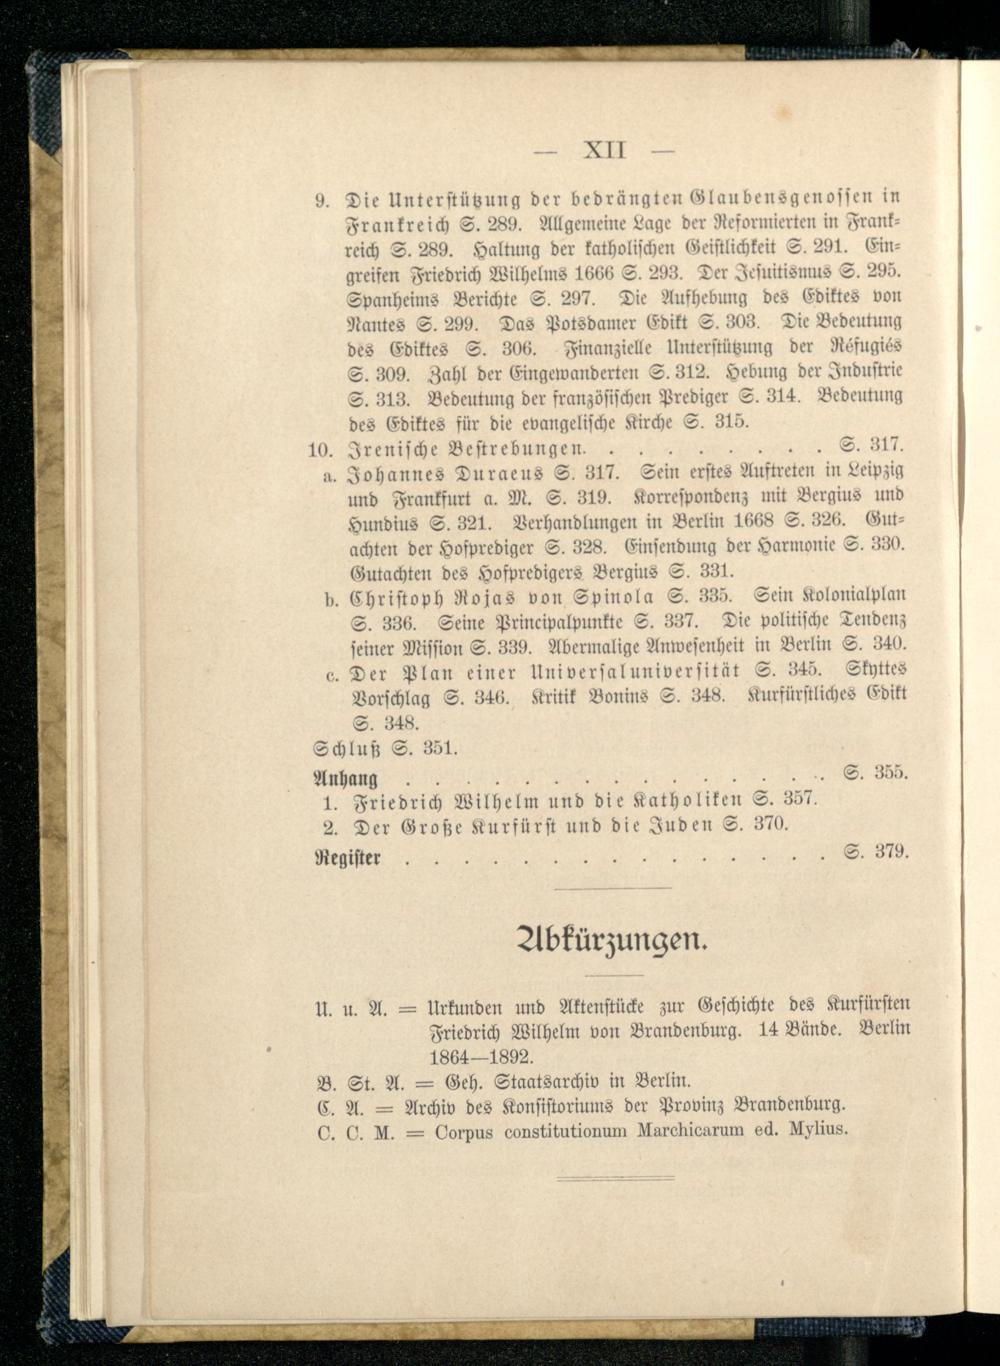 — XII —
9. Die Unterstützung der bedrängten Glaubensgenossen in
Frankreich S. 289. Allgemeine Lage der Reformierten in Frank-
reich S. 289. Haltung der katholischen Geistlichkeit S. 291. Ein-
greifen Friedrich Wilhelms 1666 S. 293. Der Jesuitismus S. 295.
Spanheims Berichte S. 297. Die Aufhebung des Ediktes von
Nantes S. 299. Das Potsdamer Edikt S. 303. Die Bedeutung
des Ediktes S. 306. Finanzielle Unterstützung der Réfugiés
S. 309. Zahl der Eingewanderten S. 312. Hebung der Industrie
S. 313. Bedeutung der französischen Prediger S. 314. Bedeutung
des Ediktes für die evangelische Kirche S. 315.
10. Irenische Bestrebungen. . . . . . . . . S. 317.
a. Johannes Duraeus S. 317. Sein erstes Auftreten in Leipzig
und Frankfurt a. M. S. 319. Korrespondenz mit Bergius und
Hundius S. 321. Verhandlungen in Berlin 1668 S. 326. Gut-
achten der Hofprediger S. 328. Einsendung der Harmonie S. 330.
Gutachten des Hofpredigers Bergius S. 331.
b. Christoph Rojas von Spinola S. 335. Sein Kolonialplan
S. 336. Seine Principalpunkte S. 337. Die politische Tendenz
seiner Mission S. 339. Abermalige Anwesenheit in Berlin S. 340.
c. Der Plan einer Universaluniversität S. 345. Skyttes
Vorschlag S. 346. Kritik Bonins S. 348. Kurfürstliches Edikt
S. 348.
Schluß S. 351.
Anhang . . . . . . . . . . . . . . . S. 355.
1. Friedrich Wilhelm und die Katholiken S. 357.
2. Der Große Kurfürst und die Juden S. 370.
Register . . . . . . . . . . . . . . . S. 379.
Abkürzungen.
U. u. A. = Urkunden und Aktenstücke zur Geschichte des Kurfürsten
Friedrich Wilhelm von Brandenburg. 14 Bände. Berlin
1864—1892.
B. St. A. = Geh. Staatsarchiv in Berlin.
C. A. = Archiv des Konsistoriums der Provinz Brandenburg.
C. C. M. = Corpus constitutionum Marchicarum ed. Mylius.